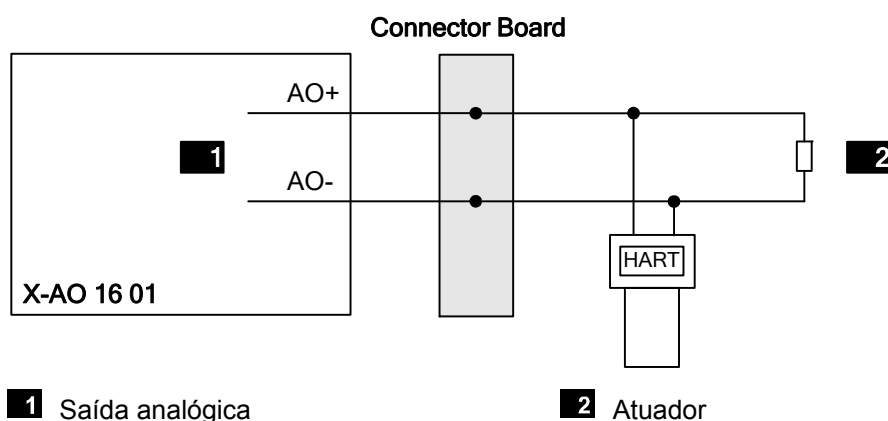 Connector Board
AO+
1
2
AO-
HART
X-AO 16 01
1 Saída analógica
2 Atuador